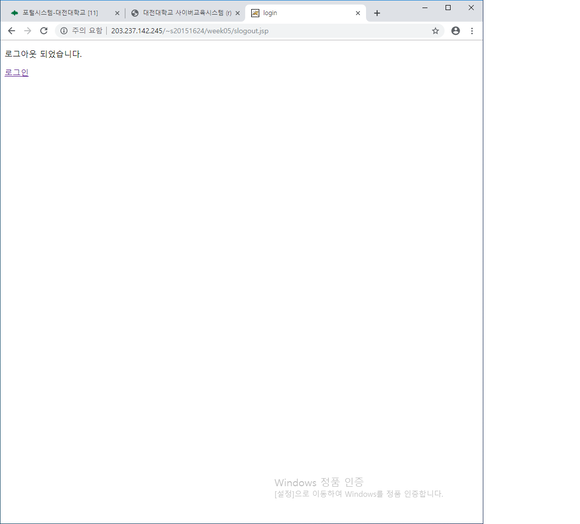 포털시스템-대전대학교 [11]
대전대학교 사이버교육시스템 (r)
login
주의 요함 | 203.237.142.245/~s20151624/week05/slogout.jsp
로그아웃 되었습니다.
로그인
Windows 정품 인증
[설정]으로 이동하여 Windows를 정품 인증합니다.